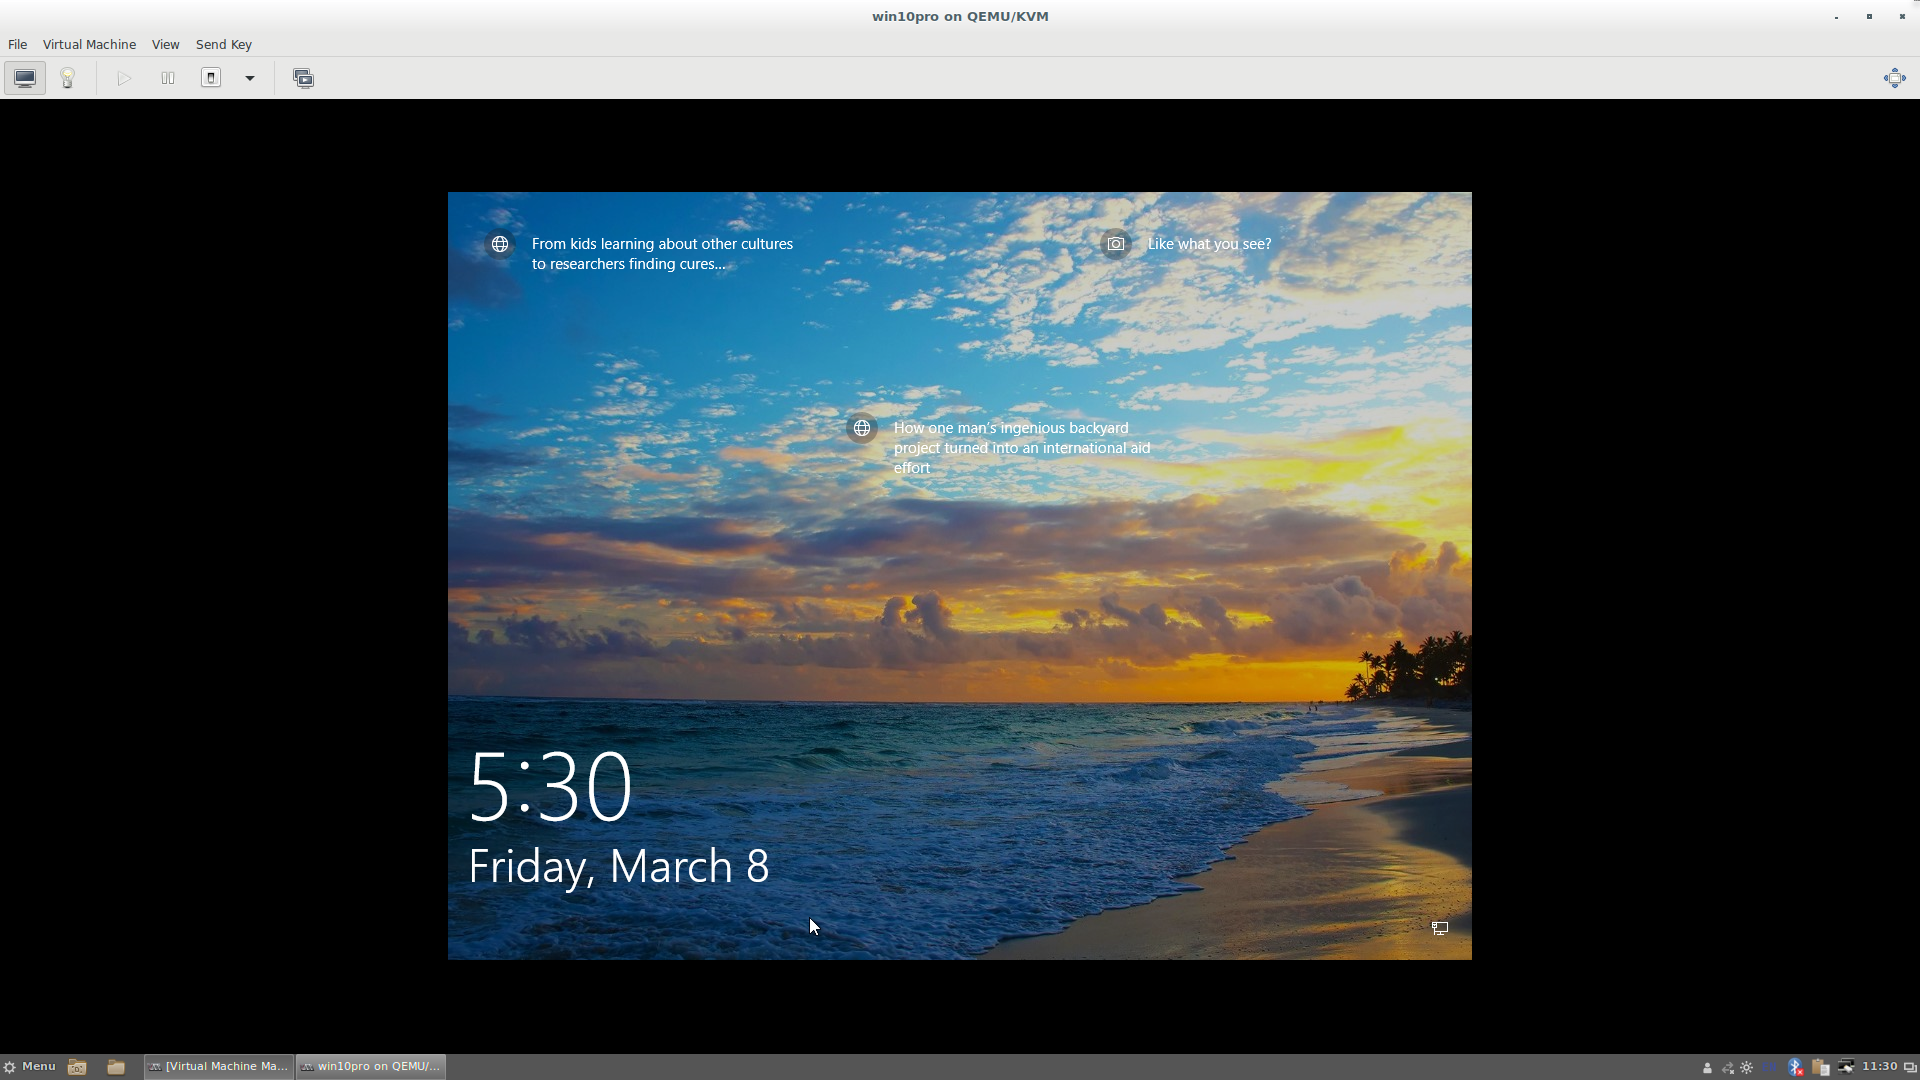 win10pro on QEMU/KVM
File Virtual Machine View Send Key
From kids learning about other cultures
to researchers finding cures...
Like what you see?
How one man's ingenious backyard
project turned into an international aid
effort
5:30
Friday, March 8
Menu [Virtual Machine Ma... win10pro on QEMU/... 11:30